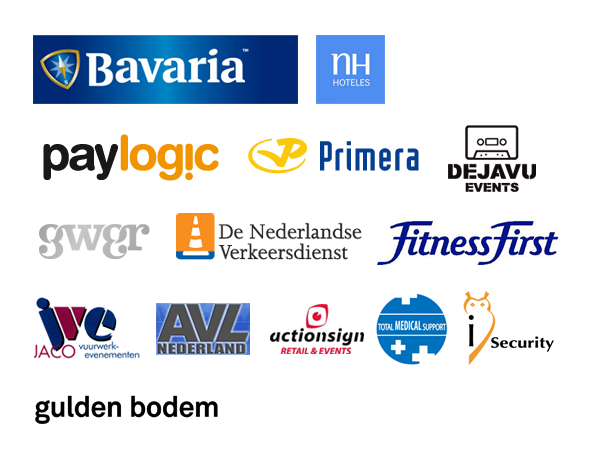 Bavaria™
NH
HOTELES
paylogic
Primera
DEJAVU
EVENTS
gwer
De Nederlandse
Verkeersdienst
FitnessFirst
jve
JACO vuurwerk-
evenementen
AVL
NEDERLAND
actionsign
RETAIL & EVENTS
TOTAL MEDICAL SUPPORT
i Security
gulden bodem